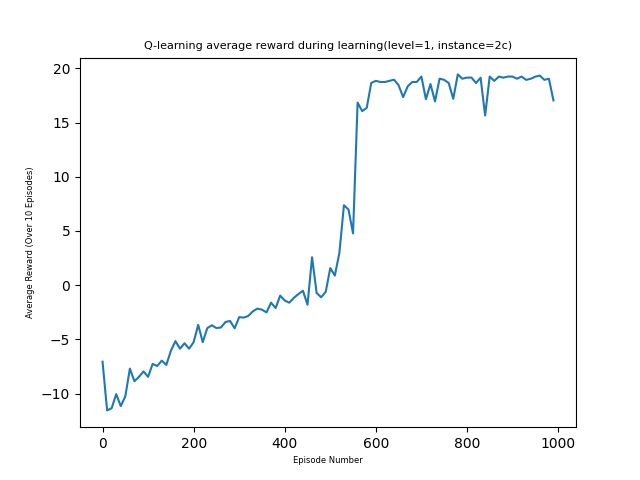 Q-learning average reward during learning(level=1, instance=2c)
20
15
10
5
0
−5
−10
Average Reward (Over 10 Episodes)
0 200 400 600 800 1000
Episode Number